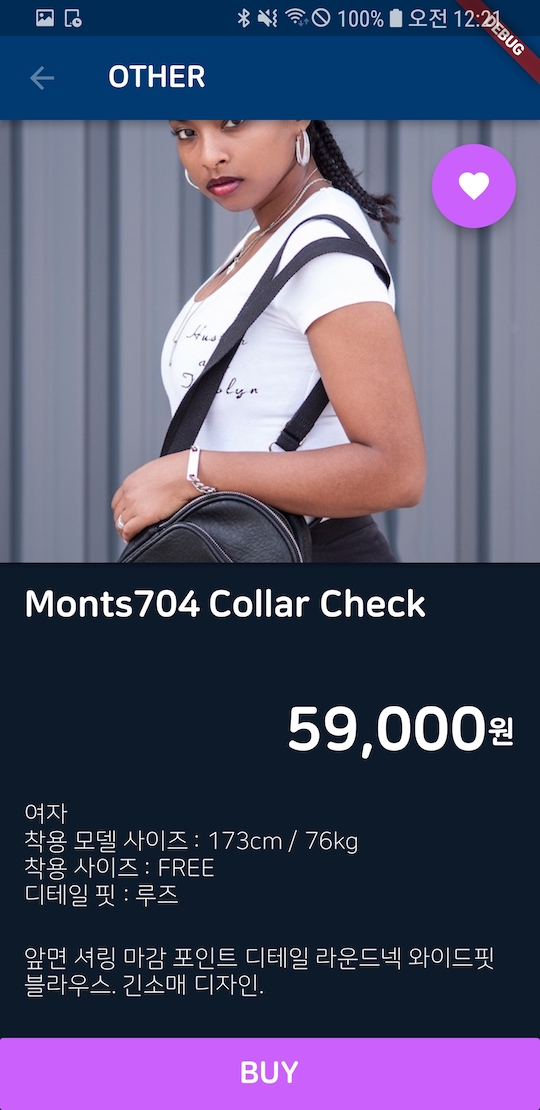 100% 오전 12:21
DEBUG
OTHER
Monts704 Collar Check
59,000원
여자
착용 모델 사이즈 : 173cm / 76kg
착용 사이즈 : FREE
디테일 핏 : 루즈
앞면 셔링 마감 포인트 디테일 라운드넥 와이드핏
블라우스. 긴소매 디자인.
BUY